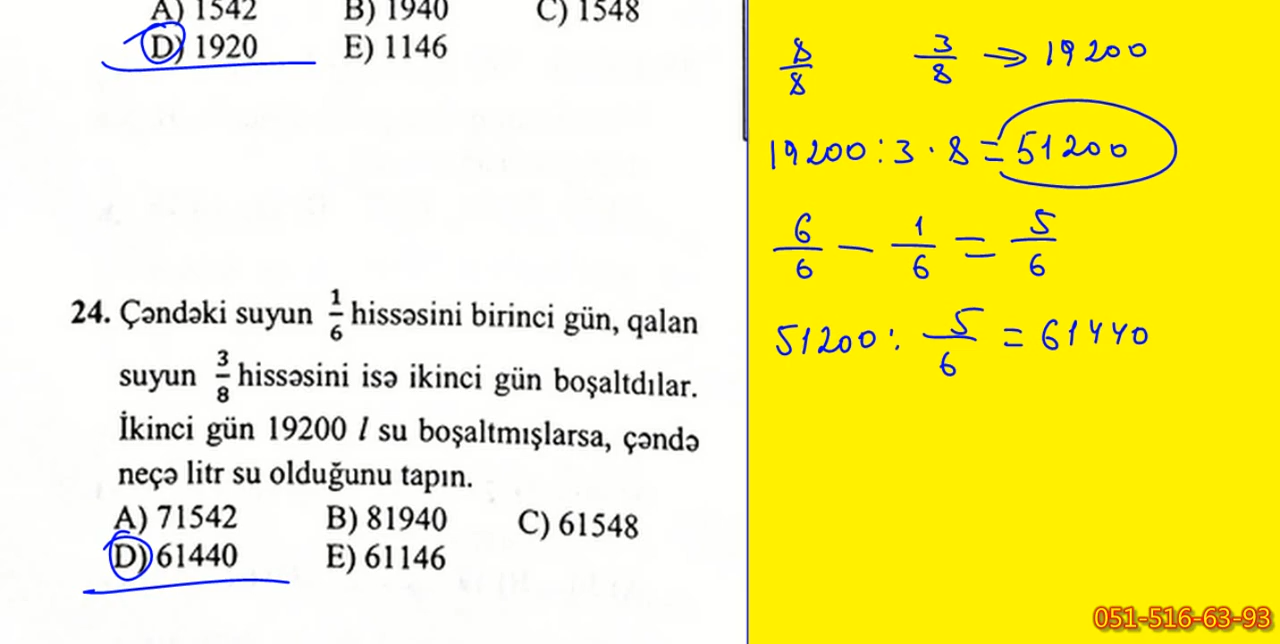 A) 1542 B) 1940 C) 1548
D) 1920 E) 1146
24. Çəndəki suyun 1/6 hissəsini birinci gün, qalan
suyun 3/8 hissəsini isə ikinci gün boşaltdılar.
İkinci gün 19200 l su boşaltmışlarsa, çəndə
neçə litr su olduğunu tapın.
A) 71542 B) 81940 C) 61548
D) 61440 E) 61146
8/8 3/8 ⇒ 19200
19200 : 3 · 8 = 51200
6/6 − 1/6 = 5/6
51200 : 5/6 = 61440
051-516-63-93